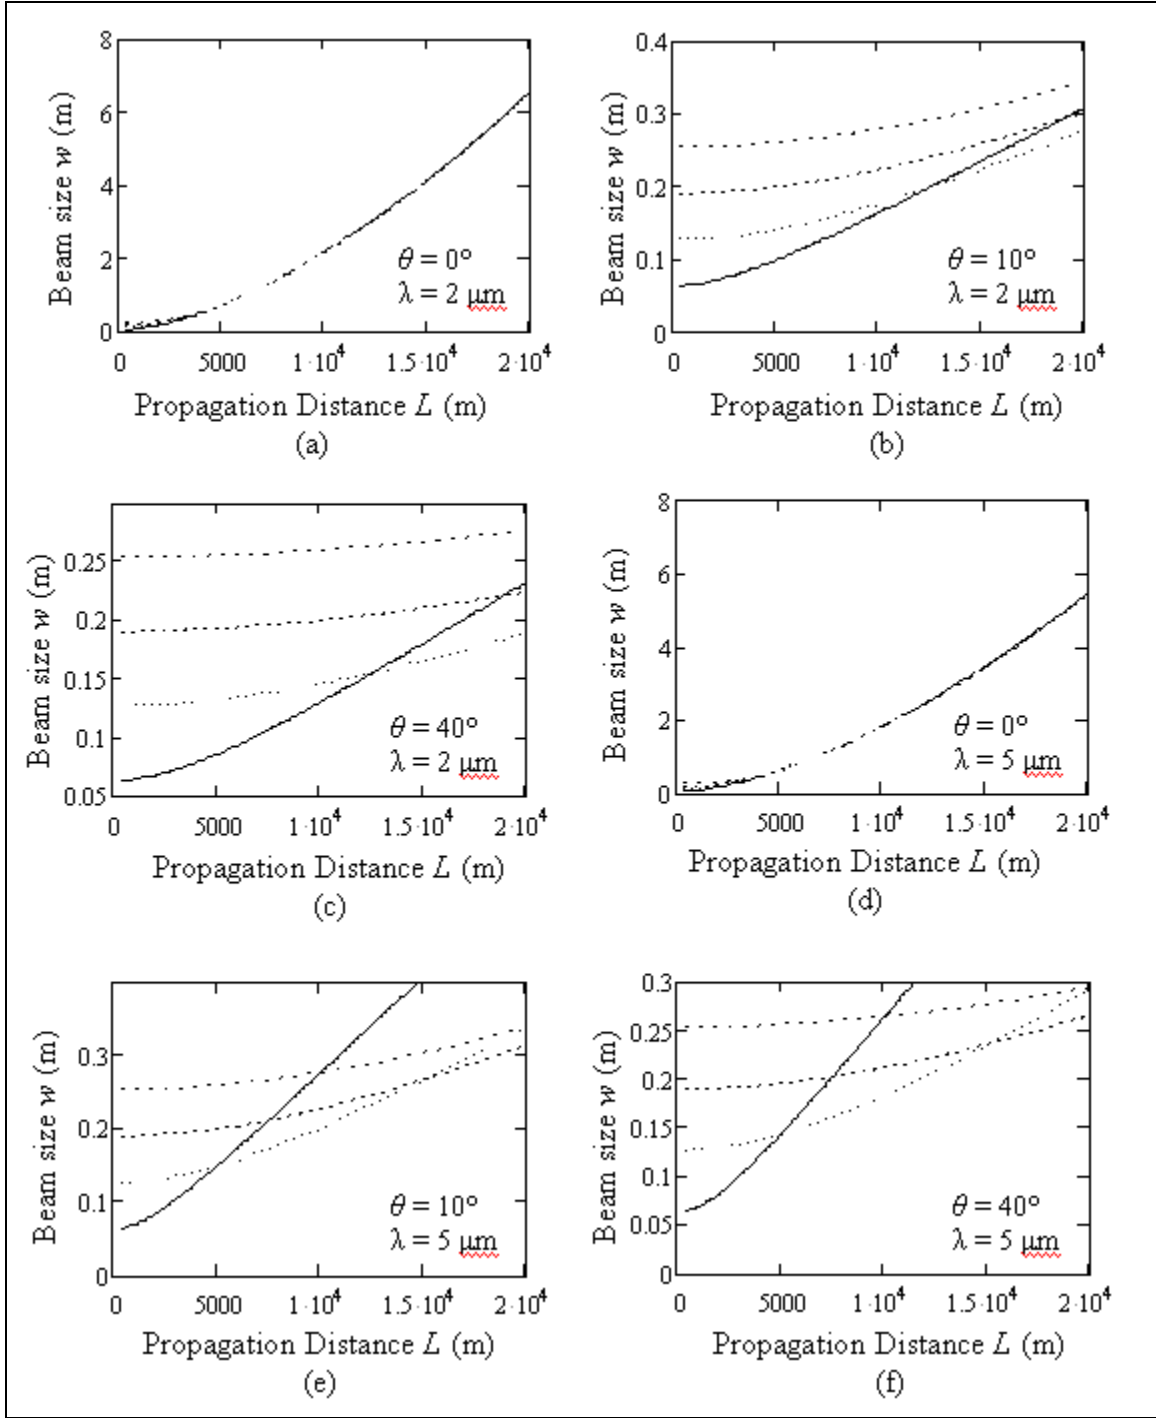 8
6
4
2
0
Beam size w (m)
θ = 0°
λ = 2 μm
0 5000 1·10⁴ 1.5·10⁴ 2·10⁴
Propagation Distance L (m)
(a)
0.4
0.3
0.2
0.1
0
Beam size w (m)
θ = 10°
λ = 2 μm
0 5000 1·10⁴ 1.5·10⁴ 2·10⁴
Propagation Distance L (m)
(b)
0.25
0.2
0.15
0.1
0.05
Beam size w (m)
θ = 40°
λ = 2 μm
0 5000 1·10⁴ 1.5·10⁴ 2·10⁴
Propagation Distance L (m)
(c)
8
6
4
2
0
Beam size w (m)
θ = 0°
λ = 5 μm
0 5000 1·10⁴ 1.5·10⁴ 2·10⁴
Propagation Distance L (m)
(d)
0.3
0.2
0.1
0
Beam size w (m)
θ = 10°
λ = 5 μm
0 5000 1·10⁴ 1.5·10⁴ 2·10⁴
Propagation Distance L (m)
(e)
0.3
0.25
0.2
0.15
0.1
0.05
0
Beam size w (m)
θ = 40°
λ = 5 μm
0 5000 1·10⁴ 1.5·10⁴ 2·10⁴
Propagation Distance L (m)
(f)